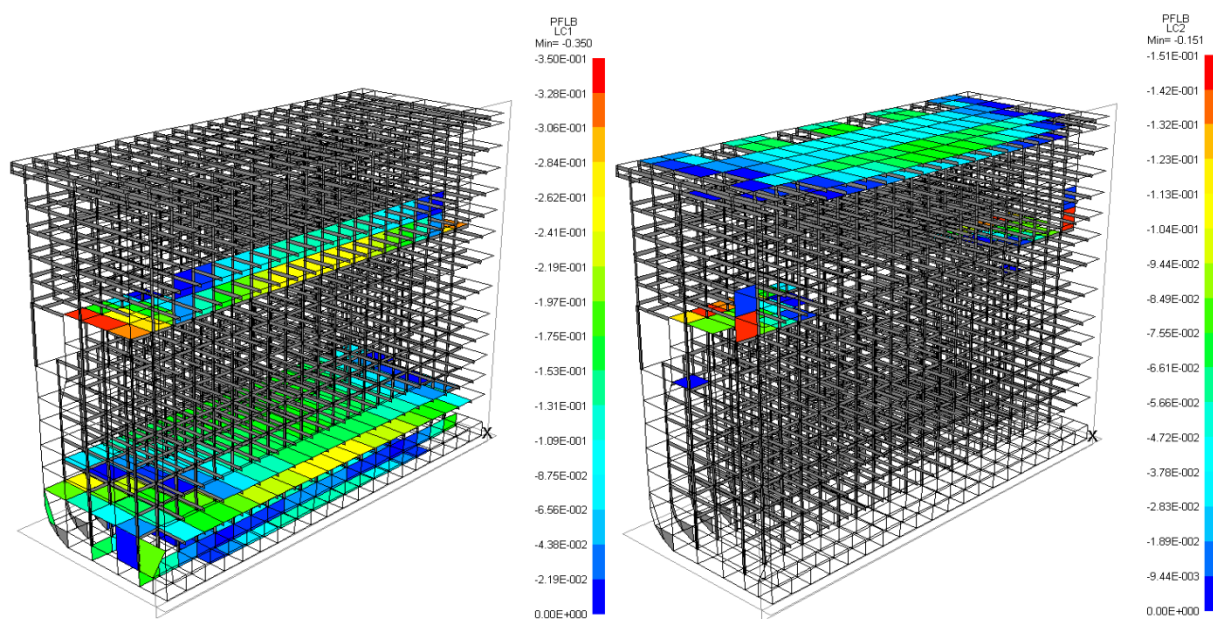 PFLB
LC1
Min= -0.350
-3.50E-001
-3.28E-001
-3.06E-001
-2.84E-001
-2.62E-001
-2.41E-001
-2.19E-001
-1.97E-001
-1.75E-001
-1.53E-001
-1.31E-001
-1.09E-001
-8.75E-002
-6.56E-002
-4.38E-002
-2.19E-002
0.00E+000
X
PFLB
LC2
Min= -0.151
-1.51E-001
-1.42E-001
-1.32E-001
-1.23E-001
-1.13E-001
-1.04E-001
-9.44E-002
-8.49E-002
-7.55E-002
-6.61E-002
-5.66E-002
-4.72E-002
-3.78E-002
-2.83E-002
-1.89E-002
-9.44E-003
0.00E+000
X